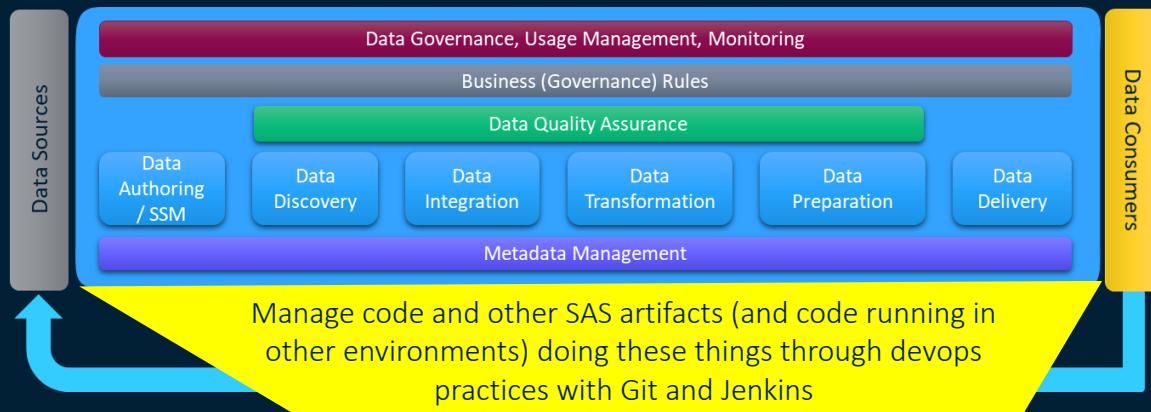 Data Sources
Data Governance, Usage Management, Monitoring
Business (Governance) Rules
Data Quality Assurance
Data
Authoring
/ SSM
Data
Discovery
Data
Integration
Data
Transformation
Data
Preparation
Data
Delivery
Metadata Management
Data Consumers
Manage code and other SAS artifacts (and code running in
other environments) doing these things through devops
practices with Git and Jenkins